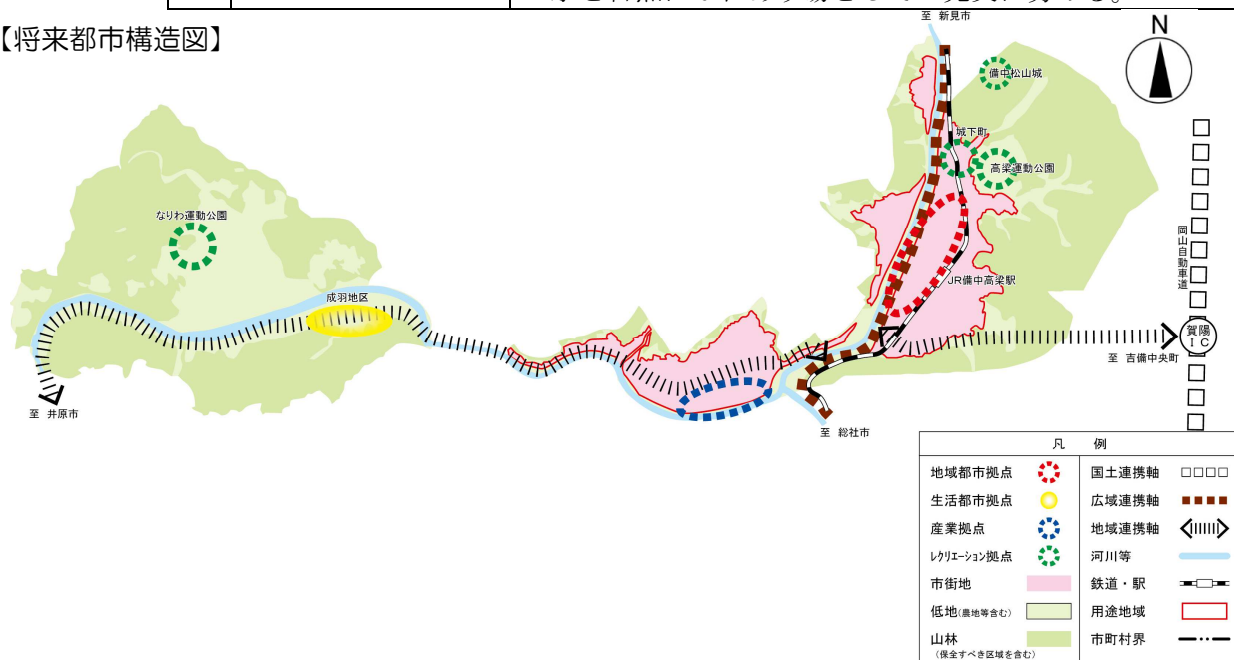 【将来都市構造図】
至 新見市
N
備中松山城
城下町
高梁運動公園
岡山自動車道
なりわ運動公園
JR備中高梁駅
成羽地区
賀陽
IC
至 吉備中央町
至 井原市
至 総社市
凡 例
地域都市拠点
国土連携軸
生活都市拠点
広域連携軸
産業拠点
地域連携軸
ﾚｸﾘｴｰｼｮﾝ拠点
河川等
市街地
鉄道・駅
低地(農地等含む)
用途地域
山林
(保全すべき区域を含む)
市町村界